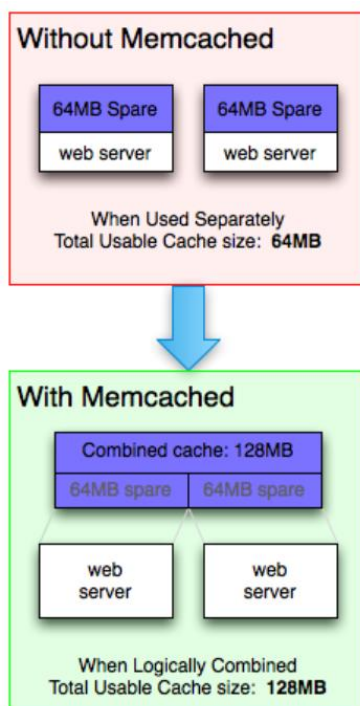 Without Memcached
64MB Spare
64MB Spare
web server
web server
When Used Separately
Total Usable Cache size: 64MB
With Memcached
Combined cache: 128MB
64MB spare
64MB spare
web
server
web
server
When Logically Combined
Total Usable Cache size: 128MB